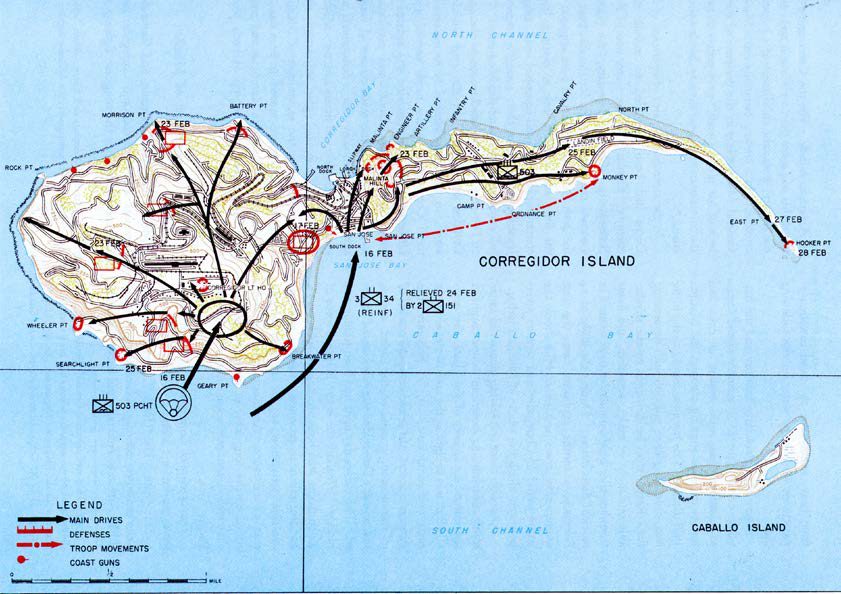 NORTH CHANNEL
CORREGIDOR BAY
MORRISON PT
23 FEB
BATTERY PT
ROCK PT
NORTH DOCK
MALINTA PT
ENGINEER PT
ARTILLERY PT
INFANTRY PT
CAVALRY PT
NORTH PT
23 FEB
MALINTA HILL
503
25 FEB
MONKEY PT
CAMP PT
ORDNANCE PT
EAST PT
27 FEB
HOOKER PT
28 FEB
SAN JOSE
SAN JOSE PT
SOUTH DOCK
16 FEB
SAN JOSE BAY
CORREGIDOR ISLAND
23 FEB
CORREGIDOR LT HO
3 34
(REINF)
RELIEVED 24 FEB
BY 2 151
CABALLO BAY
WHEELER PT
SEARCHLIGHT PT
25 FEB
16 FEB
GEARY PT
BREAKWATER PT
503 PCHT
LEGEND
MAIN DRIVES
DEFENSES
TROOP MOVEMENTS
COAST GUNS
0 1/2 1
MILE
SOUTH CHANNEL
CABALLO ISLAND